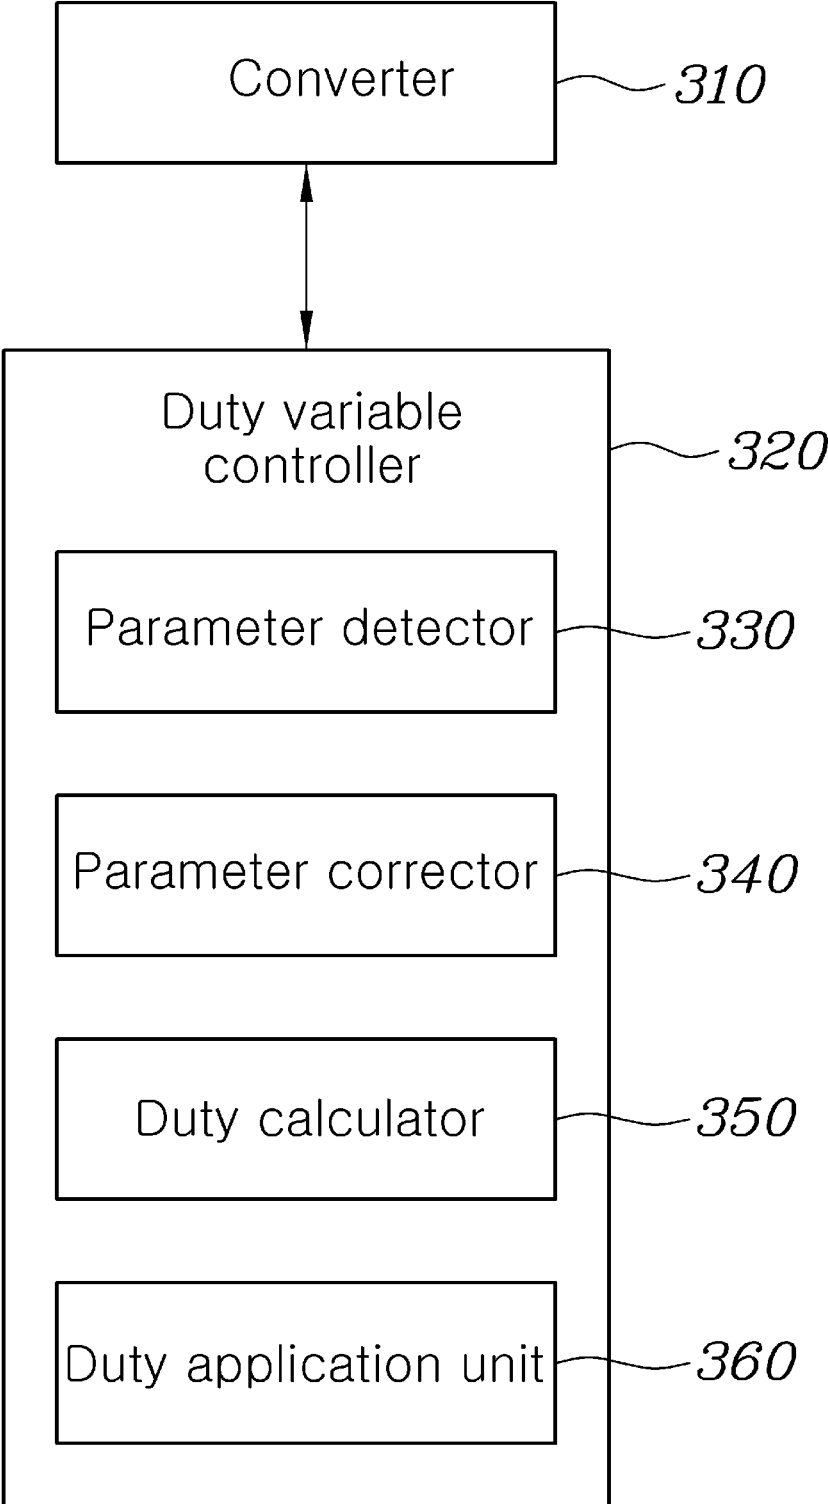 Converter
310
Duty variable
controller
320
Parameter detector
330
Parameter corrector
340
Duty calculator
350
Duty application unit
360